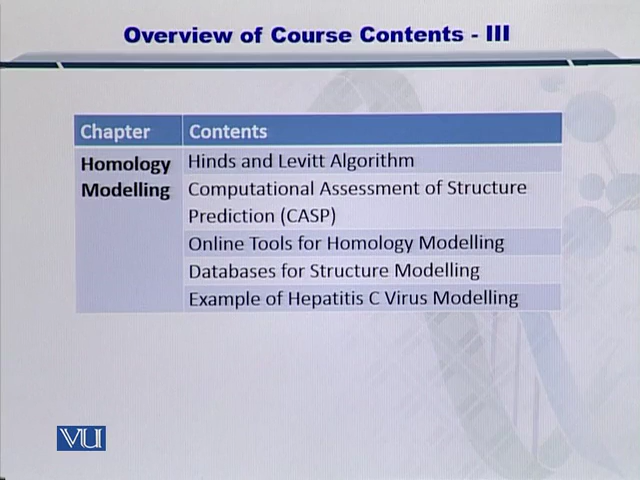 Overview of Course Contents - III
Chapter Contents
Homology Hinds and Levitt Algorithm
Modelling Computational Assessment of Structure
Prediction (CASP)
Online Tools for Homology Modelling
Databases for Structure Modelling
Example of Hepatitis C Virus Modelling
VU